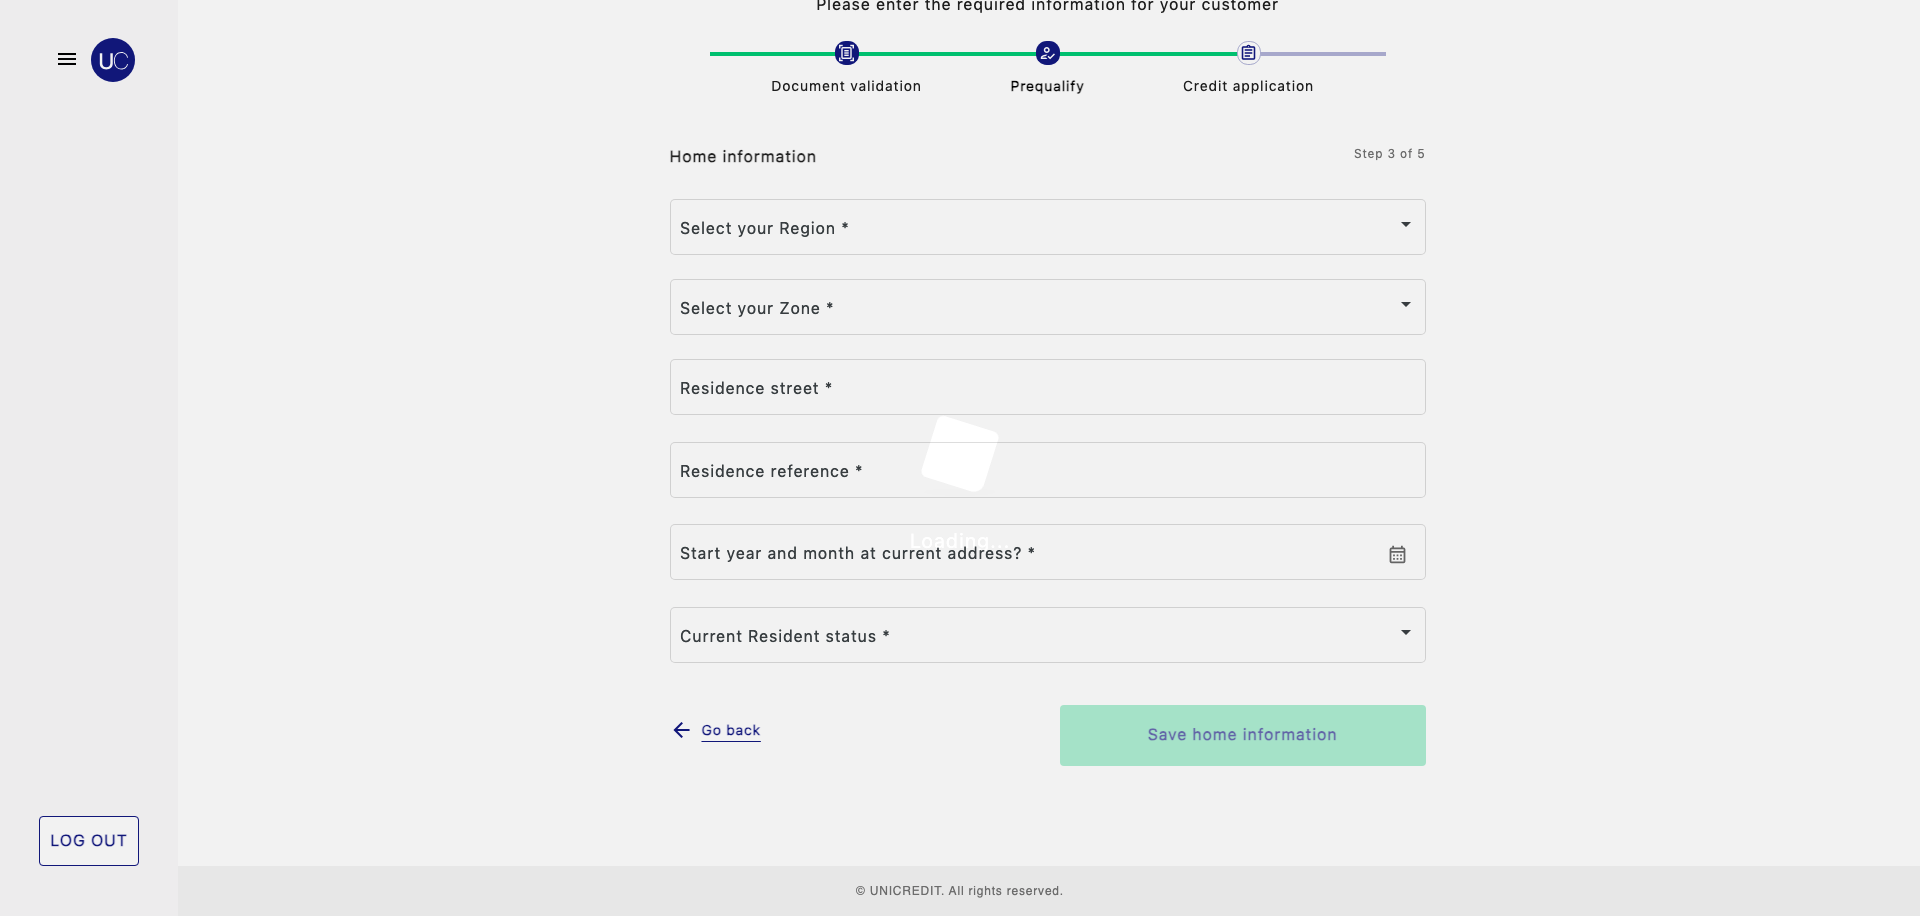 Please enter the required information for your customer
UC
Document validation
Prequalify
Credit application
Home information
Step 3 of 5
Select your Region *
Select your Zone *
Residence street *
Residence reference *
Loading...
Start year and month at current address? *
Current Resident status *
Go back
Save home information
LOG OUT
© UNICREDIT. All rights reserved.